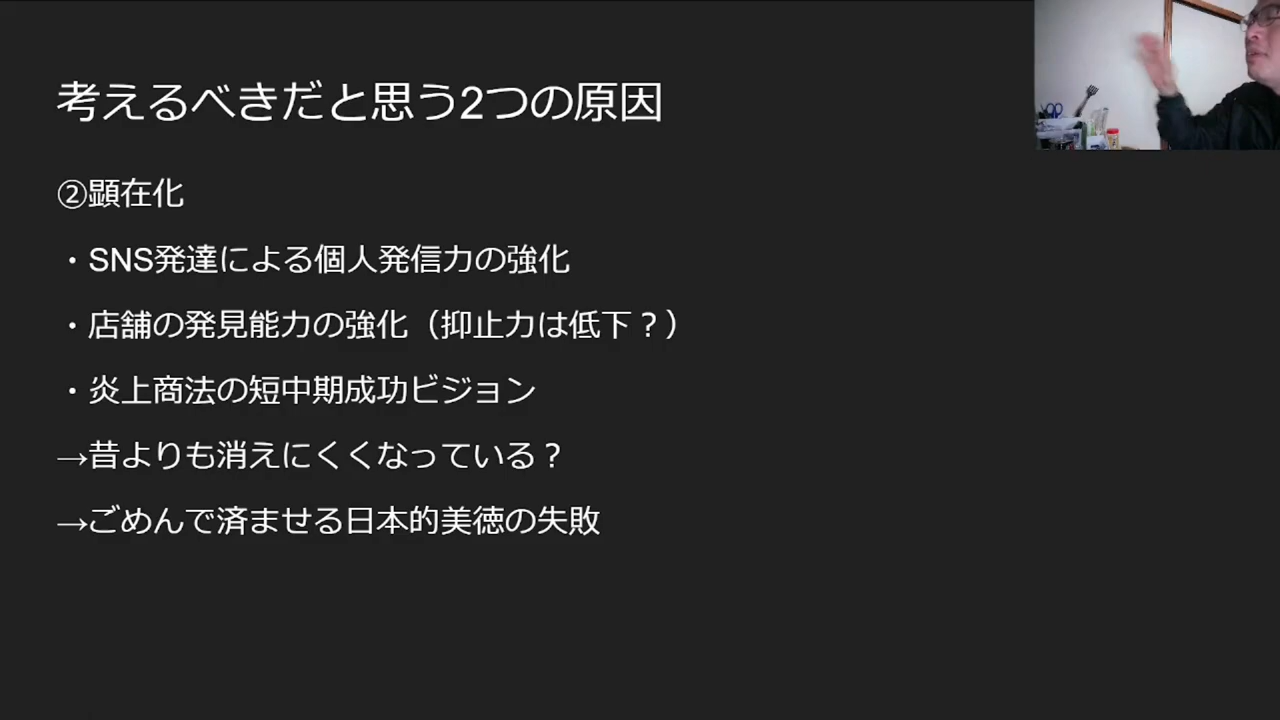 考えるべきだと思う2つの原因
②顕在化
・SNS発達による個人発信力の強化
・店舗の発見能力の強化（抑止力は低下？）
・炎上商法の短中期成功ビジョン
→昔よりも消えにくくなっている？
→ごめんで済ませる日本的美徳の失敗